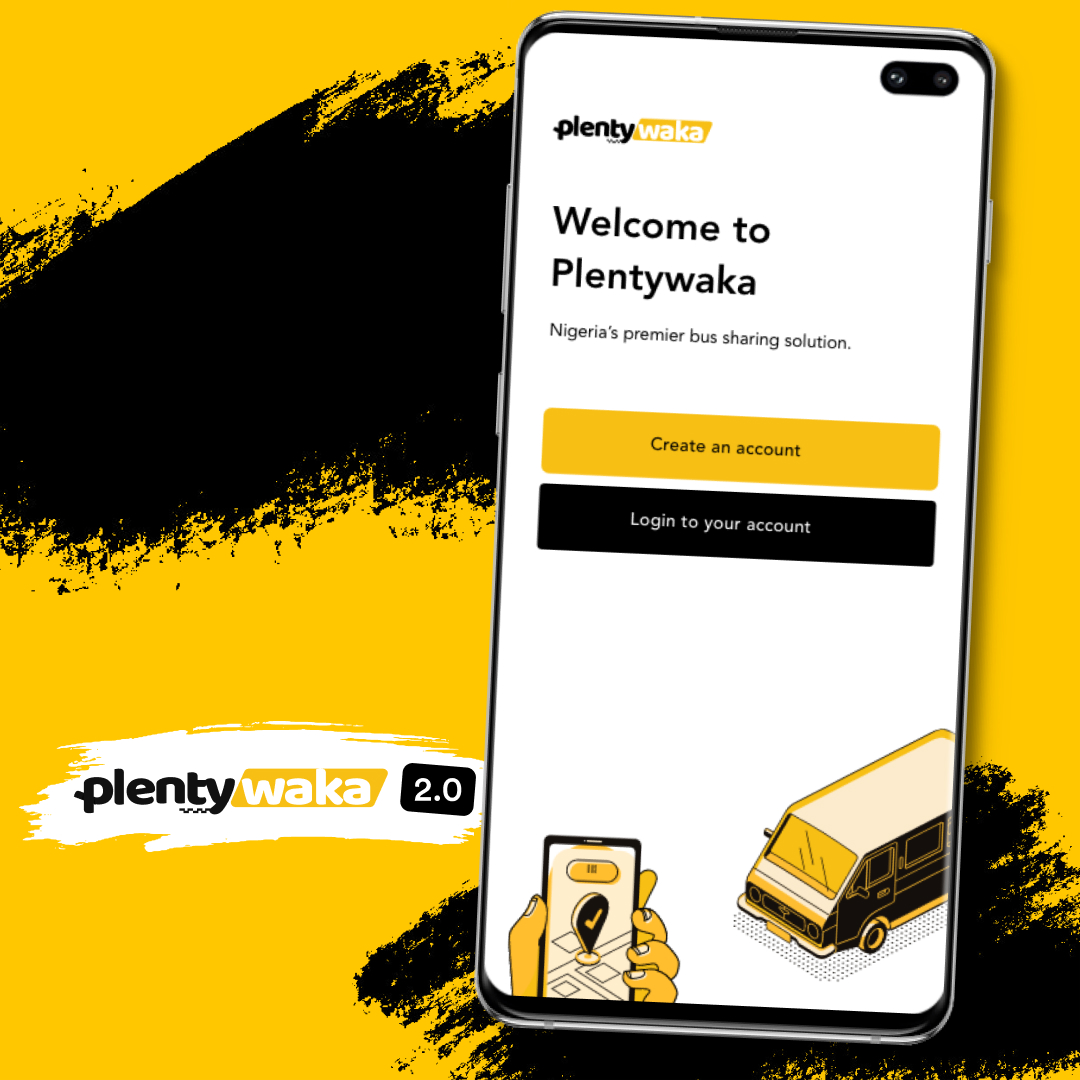 plentywaka
Welcome to
Plentywaka
Nigeria’s premier bus sharing solution.
Create an account
Login to your account
plentywaka 2.0